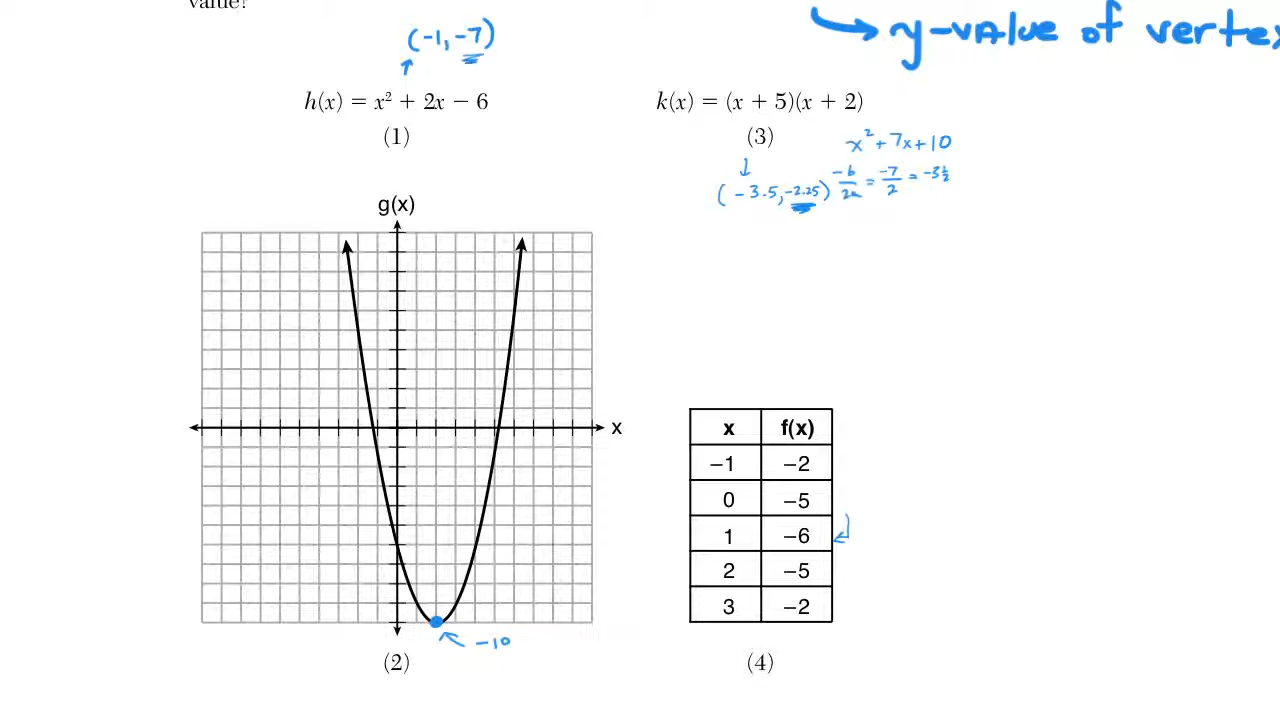 value?
→ y-value of vertex
(-1, -7)
h(x) = x² + 2x − 6
(1)
k(x) = (x + 5)(x + 2)
(3)
x² + 7x + 10
(-3.5, -2.25) -b/2a = -7/2 = -3½
g(x)
x
-10
(2)
x f(x)
−1 −2
0 −5
1 −6
2 −5
3 −2
(4)